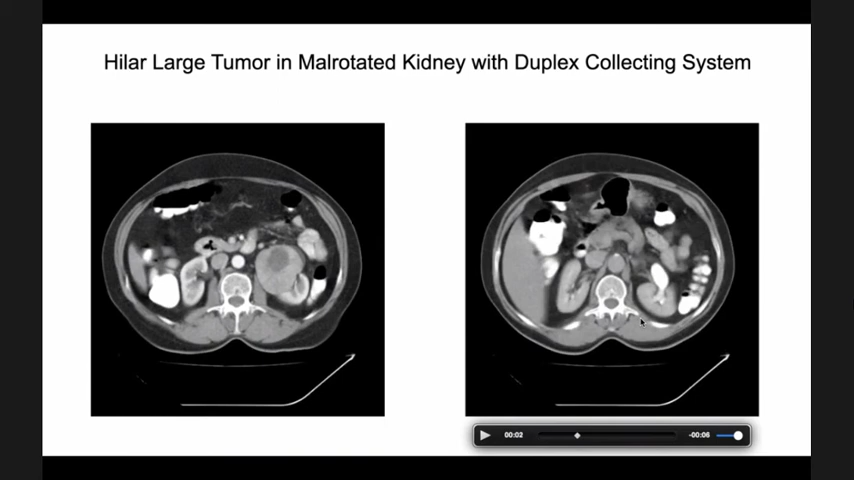 Hilar Large Tumor in Malrotated Kidney with Duplex Collecting System
00:02
-00:06